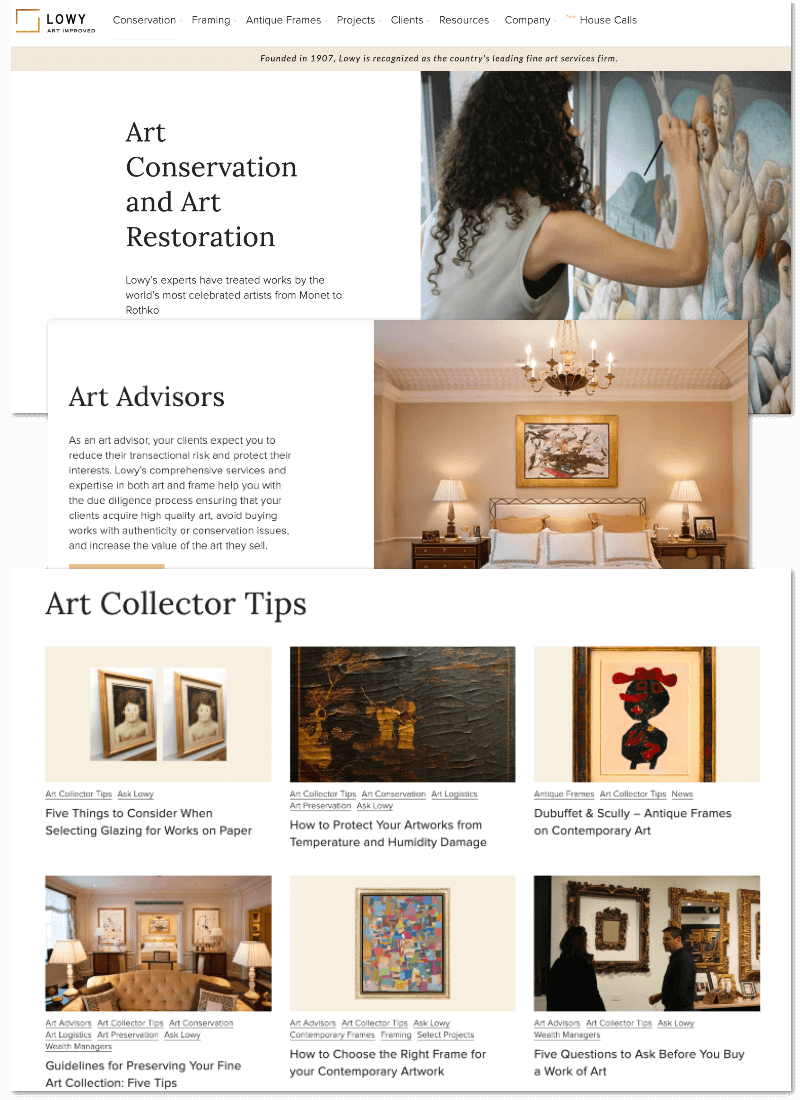 LOWY
ART IMPROVED
Conservation Framing Antique Frames Projects Clients Resources Company New House Calls
Founded in 1907, Lowy is recognized as the country's leading fine art services firm.
Art
Conservation
and Art
Restoration
Lowy's experts have treated works by the
world's most celebrated artists from Monet to
Rothko
Art Advisors
As an art advisor, your clients expect you to
reduce their transactional risk and protect their
interests. Lowy's comprehensive services and
expertise in both art and frame help you with
the due diligence process ensuring that your
clients acquire high quality art, avoid buying
works with authenticity or conservation issues,
and increase the value of the art they sell.
Art Collector Tips
Art Collector Tips Ask Lowy
Five Things to Consider When
Selecting Glazing for Works on Paper
Art Collector Tips Art Conservation Art Logistics
Art Preservation Ask Lowy
How to Protect Your Artworks from
Temperature and Humidity Damage
Antique Frames Art Collector Tips News
Dubuffet & Scully – Antique Frames
on Contemporary Art
Art Advisors Art Collector Tips Art Conservation
Art Logistics Art Preservation Ask Lowy
Wealth Managers
Guidelines for Preserving Your Fine
Art Collection: Five Tips
Art Advisors Art Collector Tips Ask Lowy
Contemporary Frames Framing Select Projects
How to Choose the Right Frame for
your Contemporary Artwork
Art Advisors Art Collector Tips Ask Lowy
Wealth Managers
Five Questions to Ask Before You Buy
a Work of Art